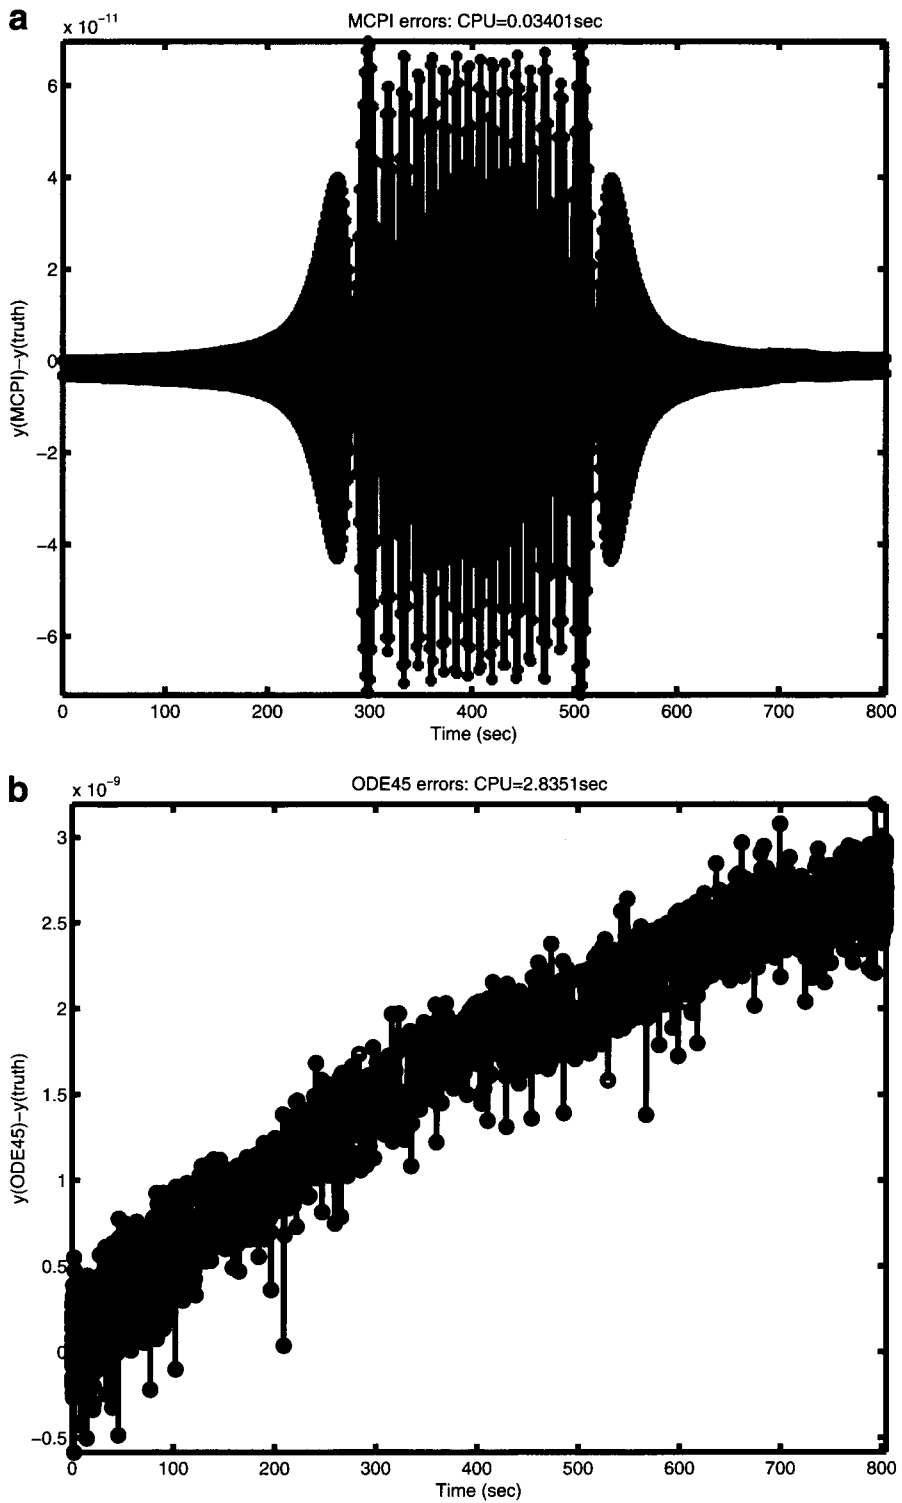 a
x 10⁻¹¹
MCPI errors: CPU=0.03401sec
6
4
2
0
−2
−4
−6
y(MCPI)−y(truth)
0 100 200 300 400 500 600 700 800
Time (sec)
b
x 10⁻⁹
ODE45 errors: CPU=2.8351sec
3
2.5
2
1.5
1
0.5
0
−0.5
y(ODE45)−y(truth)
0 100 200 300 400 500 600 700 800
Time (sec)